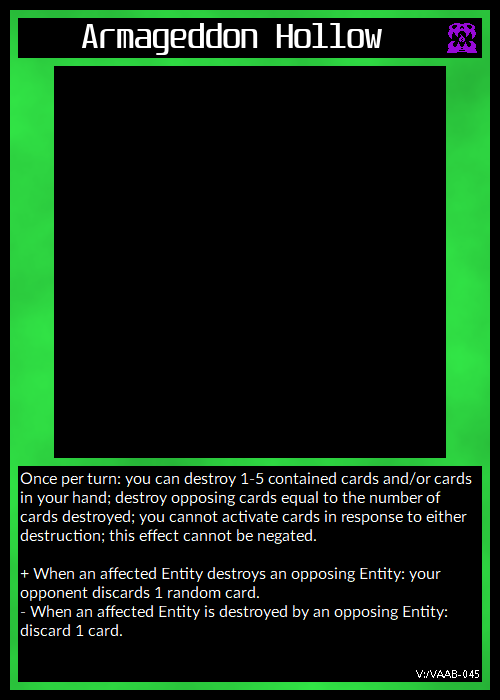 Armageddon Hollow
Once per turn: you can destroy 1-5 contained cards and/or cards
in your hand; destroy opposing cards equal to the number of
cards destroyed; you cannot activate cards in response to either
destruction; this effect cannot be negated.
+ When an affected Entity destroys an opposing Entity: your
opponent discards 1 random card.
- When an affected Entity is destroyed by an opposing Entity:
discard 1 card.
V:/VAAB-045